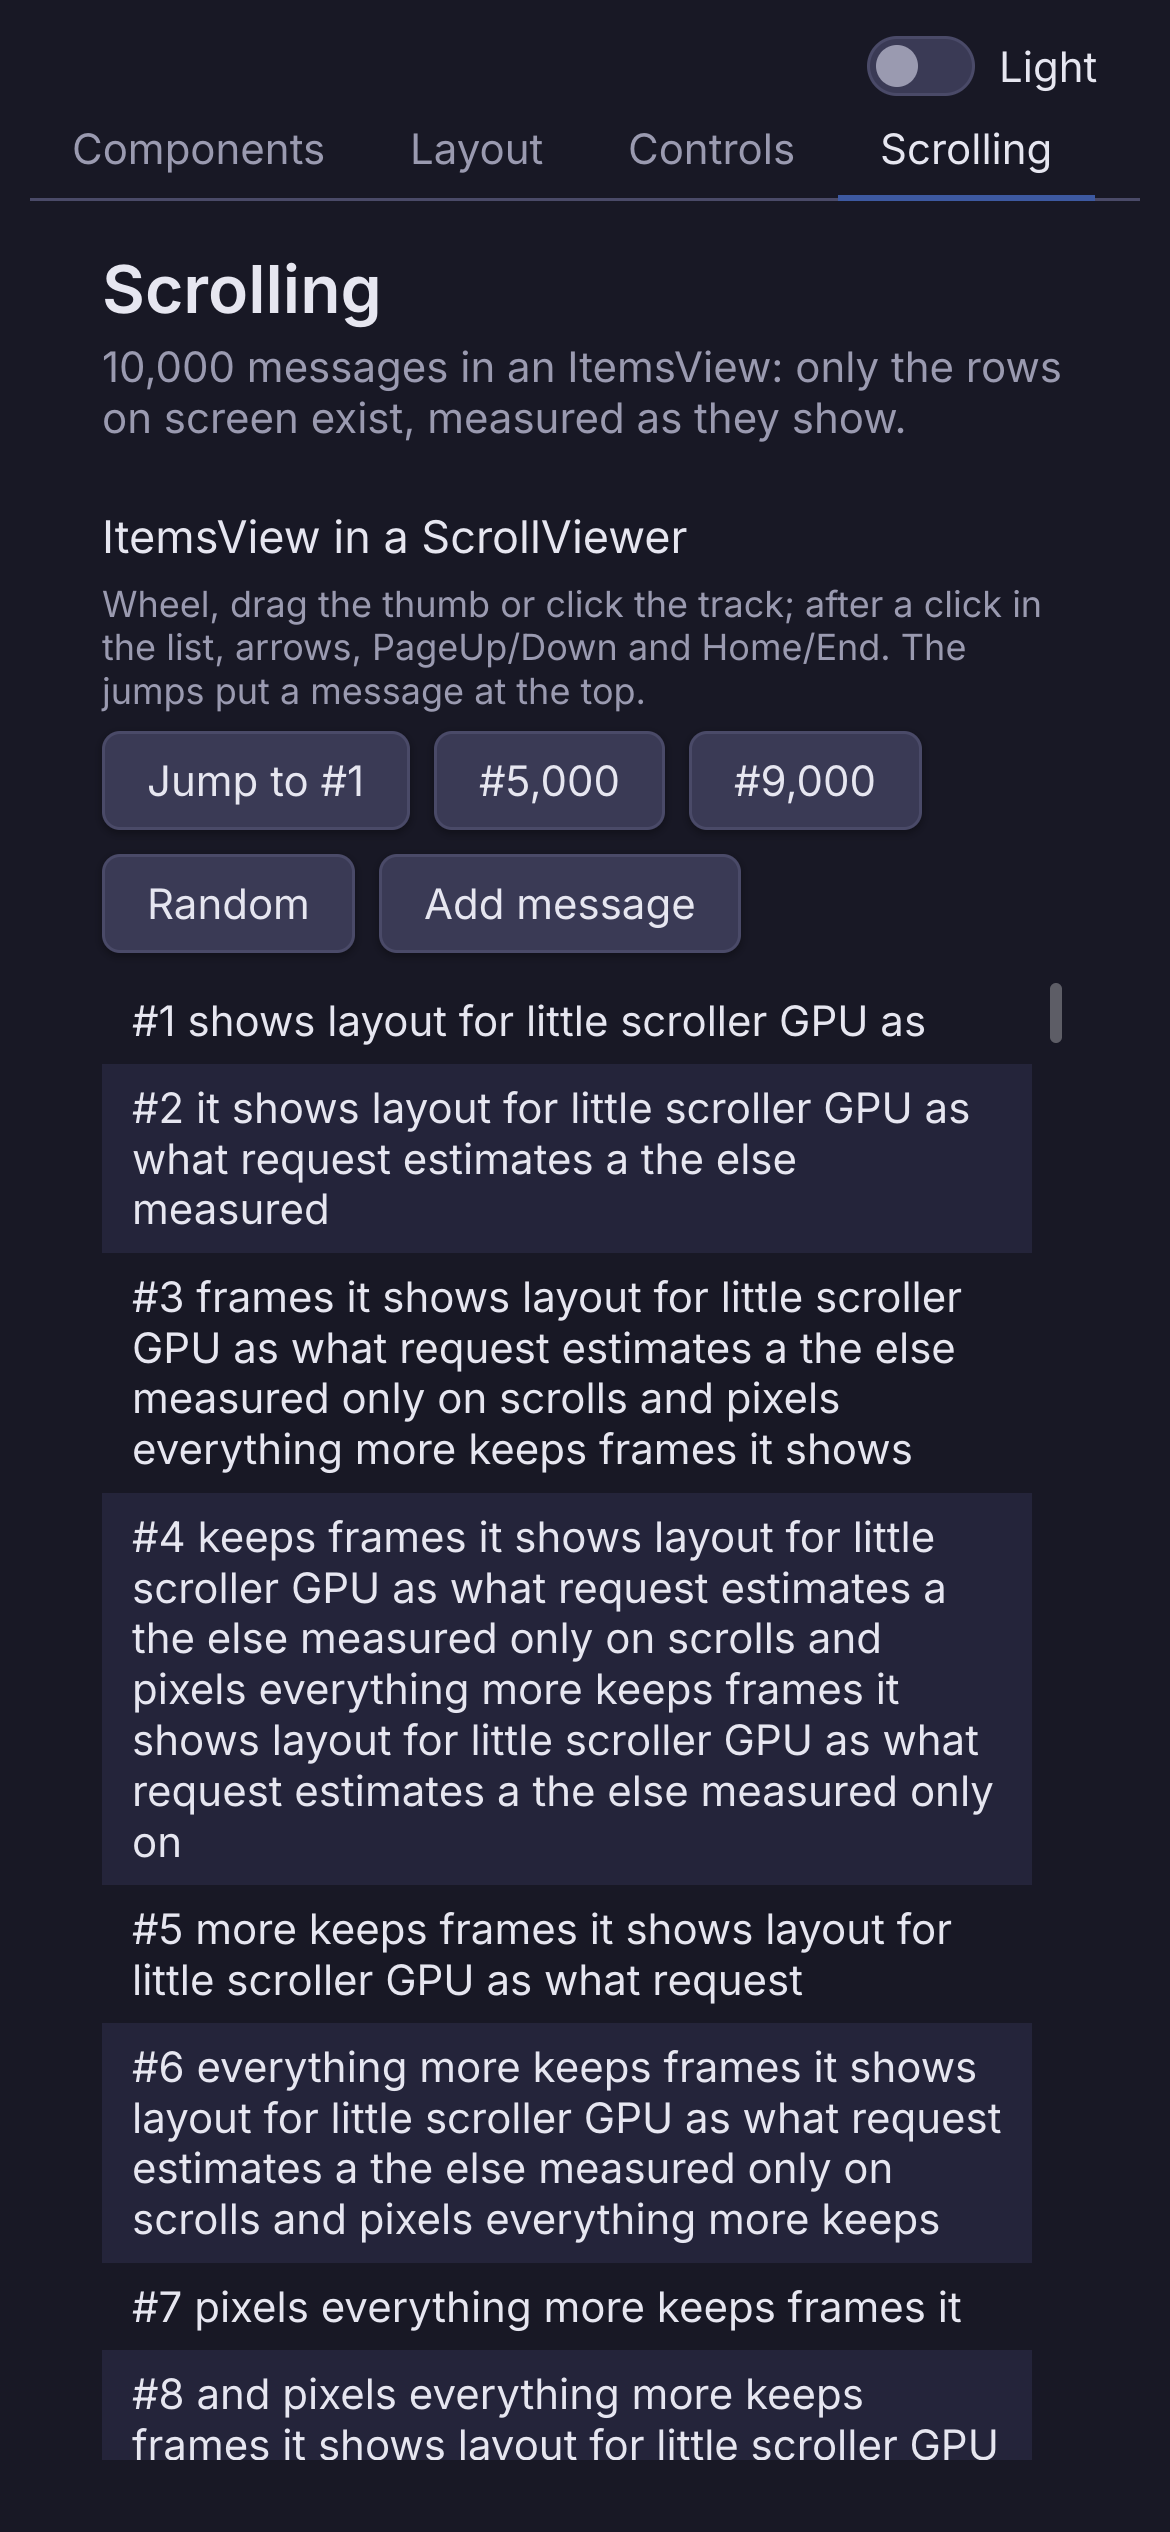 Light
Components Layout Controls Scrolling
Scrolling
10,000 messages in an ItemsView: only the rows
on screen exist, measured as they show.
ItemsView in a ScrollViewer
Wheel, drag the thumb or click the track; after a click in
the list, arrows, PageUp/Down and Home/End. The
jumps put a message at the top.
Jump to #1 #5,000 #9,000
Random Add message
#1 shows layout for little scroller GPU as
#2 it shows layout for little scroller GPU as
what request estimates a the else
measured
#3 frames it shows layout for little scroller
GPU as what request estimates a the else
measured only on scrolls and pixels
everything more keeps frames it shows
#4 keeps frames it shows layout for little
scroller GPU as what request estimates a
the else measured only on scrolls and
pixels everything more keeps frames it
shows layout for little scroller GPU as what
request estimates a the else measured only
on
#5 more keeps frames it shows layout for
little scroller GPU as what request
#6 everything more keeps frames it shows
layout for little scroller GPU as what request
estimates a the else measured only on
scrolls and pixels everything more keeps
#7 pixels everything more keeps frames it
#8 and pixels everything more keeps
frames it shows layout for little scroller GPU